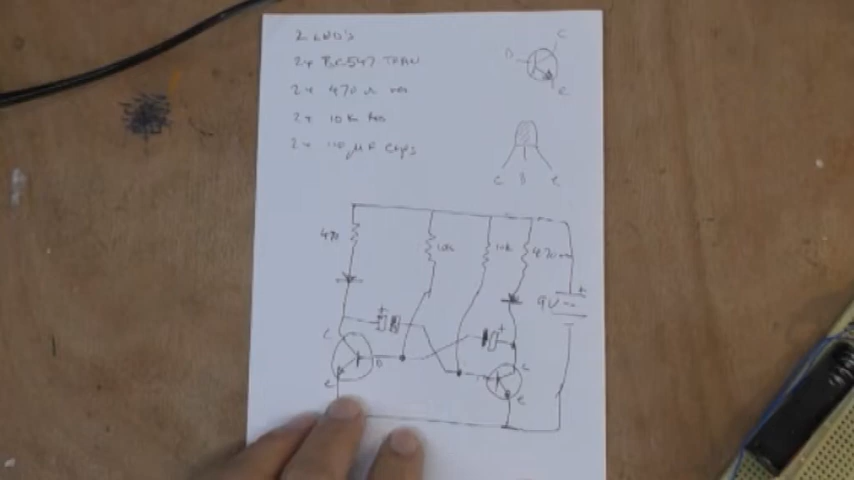 2 LED'S
C
2x BC547 TRAN
B
e
2x 470 Ω res
2x 10k Res
2x µF Caps
C B e
470
10k
10k
470
9V
+
+
+
C
B
e
C
e